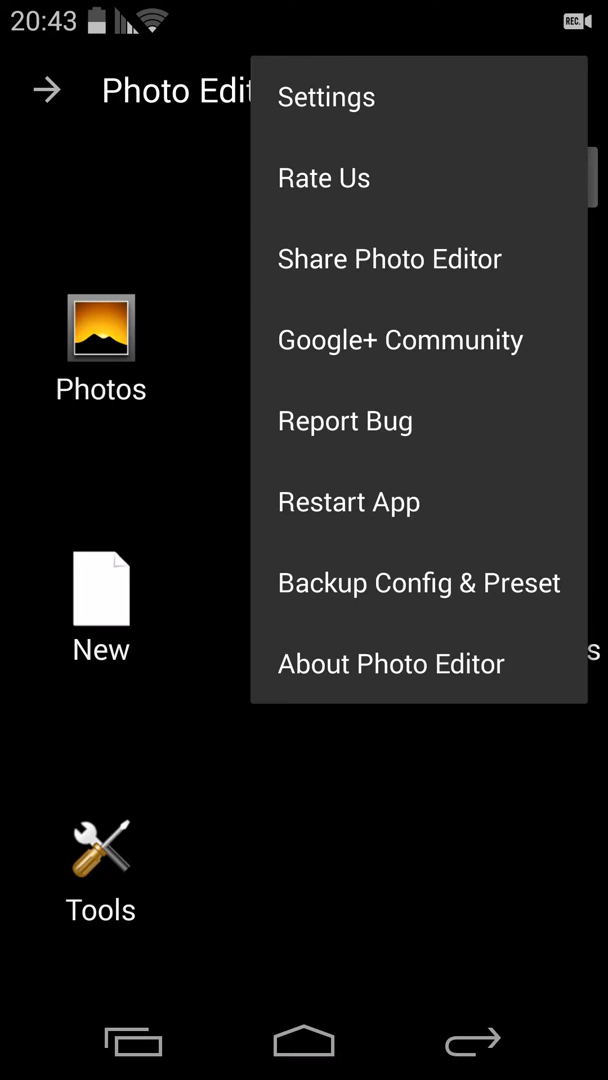 20:43
REC.
Photo Edit
Settings
Rate Us
Share Photo Editor
Google+ Community
Report Bug
Restart App
Backup Config & Preset
About Photo Editor
Photos
New
s
Tools